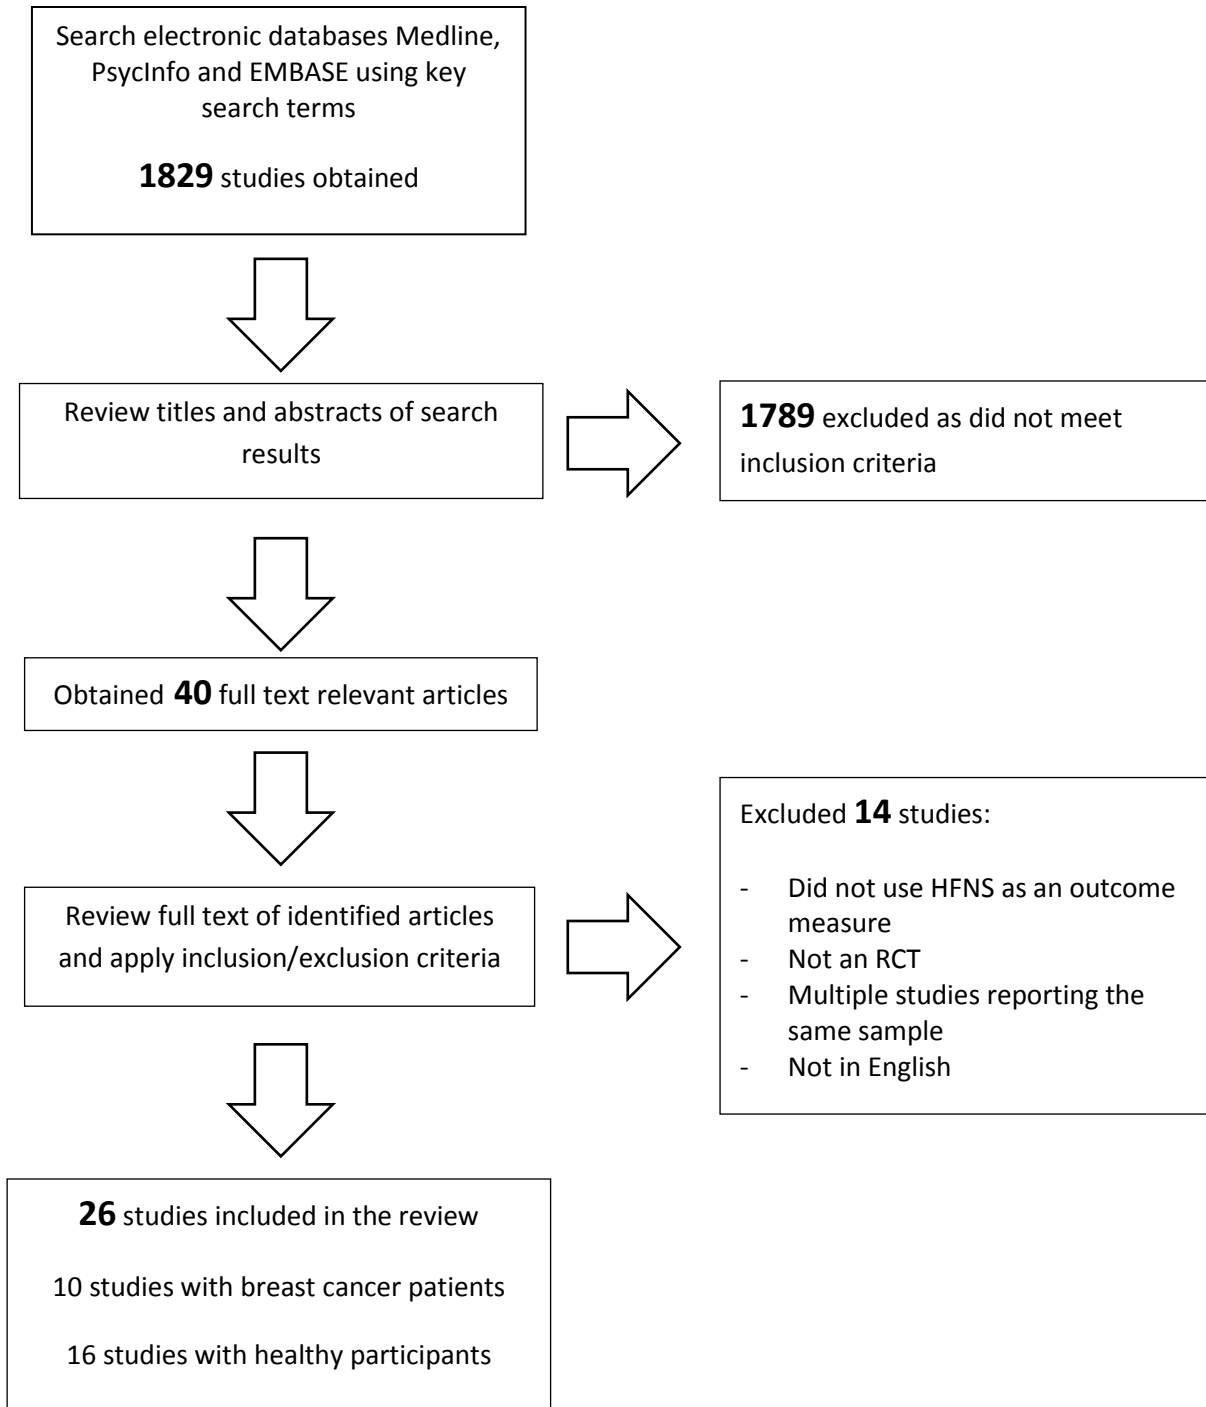 Search electronic databases Medline,
PsycInfo and EMBASE using key
search terms
1829 studies obtained
Review titles and abstracts of search
results
1789 excluded as did not meet
inclusion criteria
Obtained 40 full text relevant articles
Review full text of identified articles
and apply inclusion/exclusion criteria
Excluded 14 studies:
- Did not use HFNS as an outcome
measure
- Not an RCT
- Multiple studies reporting the
same sample
- Not in English
26 studies included in the review
10 studies with breast cancer patients
16 studies with healthy participants